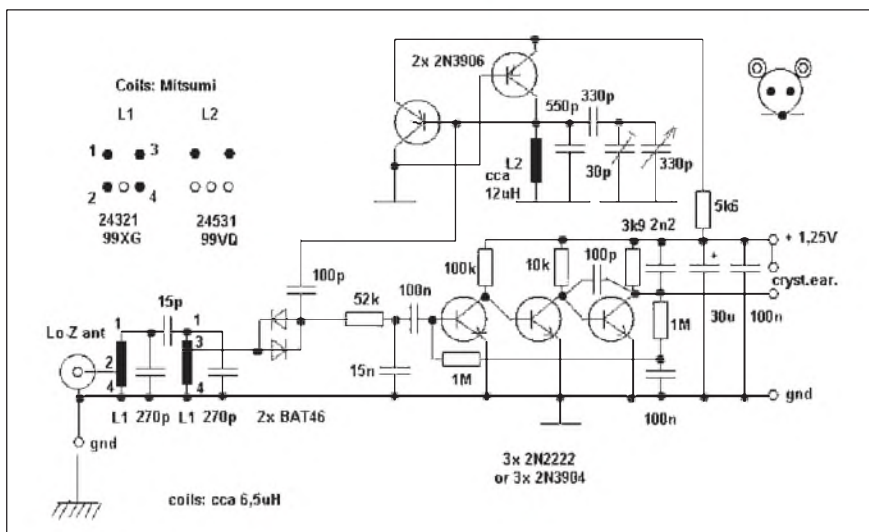 2x 2N3906
Coils: Mitsumi
L1 L2
1 3
2 4
24321 24531
99XG 99VQ
550p
330p
L2
cca
12uH
30p
330p
5k6
3k9 2n2
+ 1,25V
100k
10k
100p
cryst.ear.
100p
52k
100n
15p
1 1
Lo-Z ant
2
3
4 4
15n
1M
1M
30u
+
100n
L1 270p L1 270p 2x BAT46
100n
gnd
gnd
3x 2N2222
or 3x 2N3904
coils: cca 6,5uH